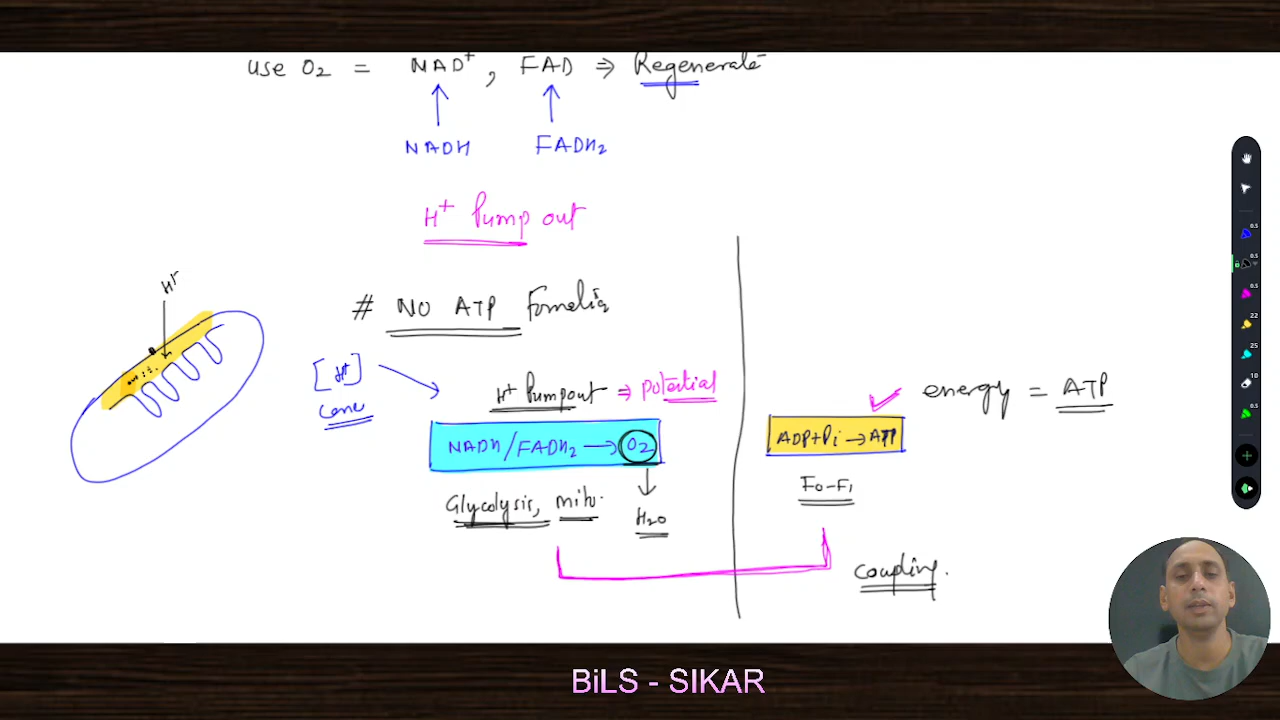 use O2 = NAD+, FAD ⇒ Regenerate
NADH FADH2
H+ Pump out
H+
# NO ATP Formation
[H+]
conc
H+ Pumpout ⇒ potential
NADH/FADH2 → O2
Glycolysis, mito.
H2O
energy = ATP
ADP+Pi → ATP
F0-F1
coupling.
BiLS - SIKAR